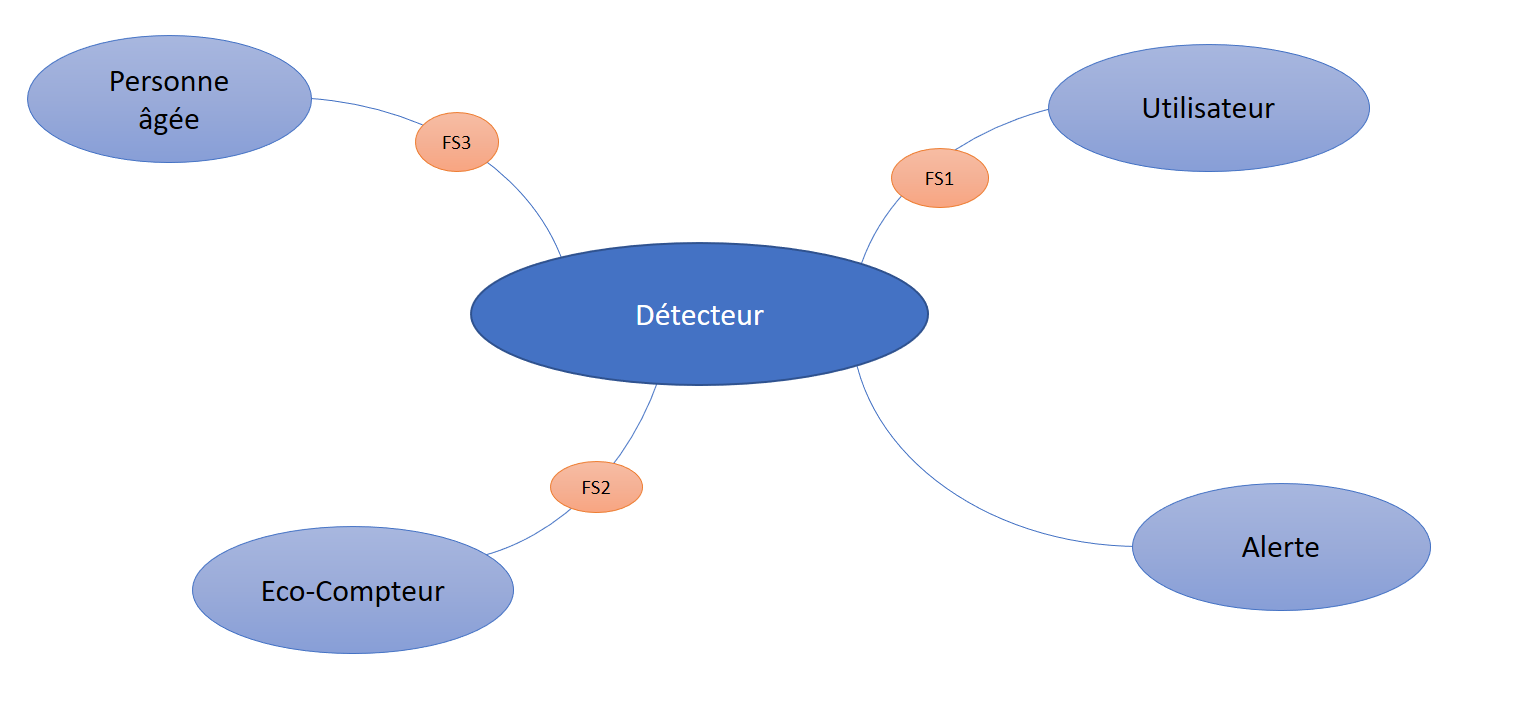 Personne
âgée
Utilisateur
FS3
FS1
Détecteur
FS2
Alerte
Eco-Compteur